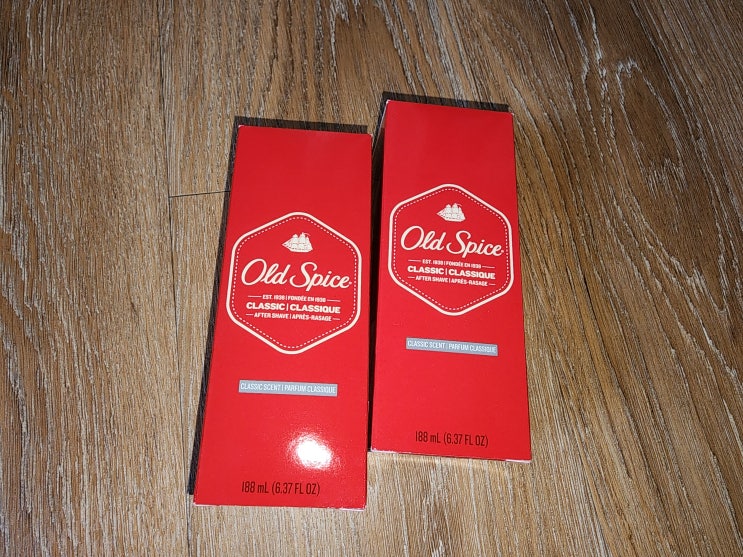 Old Spice
EST. 1938 | FONDÉE EN 1938
CLASSIC | CLASSIQUE
AFTER SHAVE | APRÈS-RASAGE
CLASSIC SCENT | PARFUM CLASSIQUE
188 mL (6.37 FL OZ)
Old Spice
EST. 1938 | FONDÉE EN 1938
CLASSIC | CLASSIQUE
AFTER SHAVE | APRÈS-RASAGE
CLASSIC SCENT | PARFUM CLASSIQUE
188 mL (6.37 FL OZ)